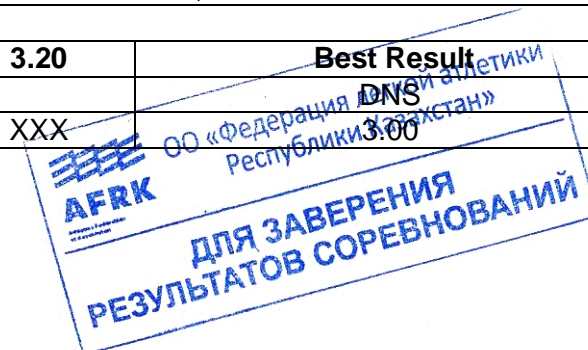 3.20 Best Result
DNS
XXX 3.00
ОО «Федерация легкой атлетики
Республики Казахстан»
AFRK
ДЛЯ ЗАВЕРЕНИЯ
РЕЗУЛЬТАТОВ СОРЕВНОВАНИЙ